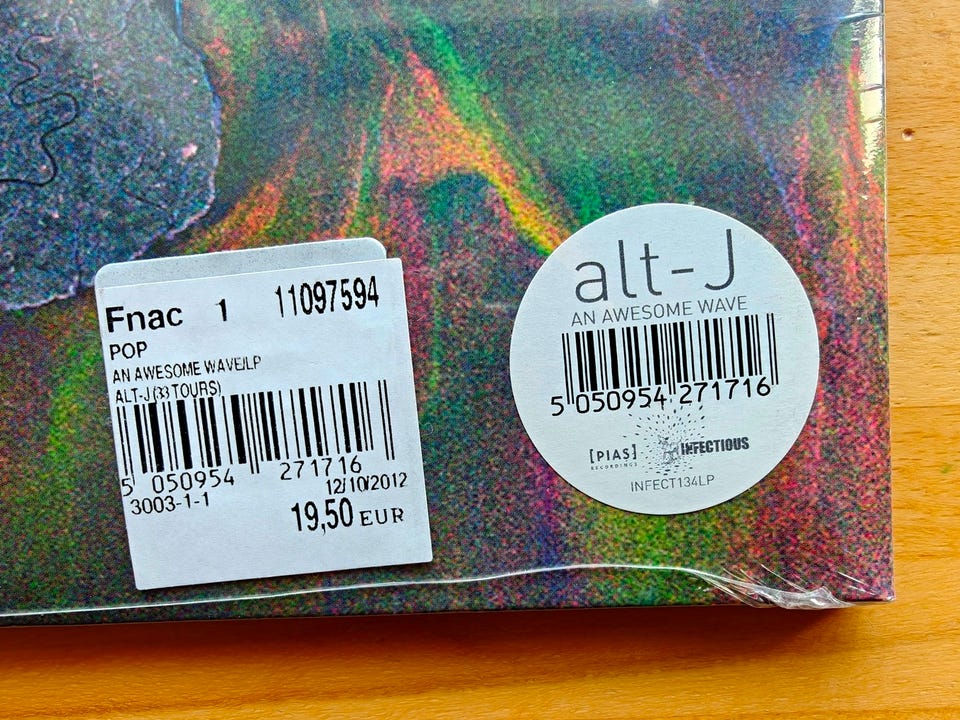 Fnac 1 11097594
POP
AN AWESOME WAVE/LP
ALT-J (33 TOURS)
5 050954 271716
12/10/2012
3003-1-1
19,50 EUR
alt-J
AN AWESOME WAVE
5 050954 271716
[PIAS]
RECORDINGS
INFECTIOUS
INFECT134LP